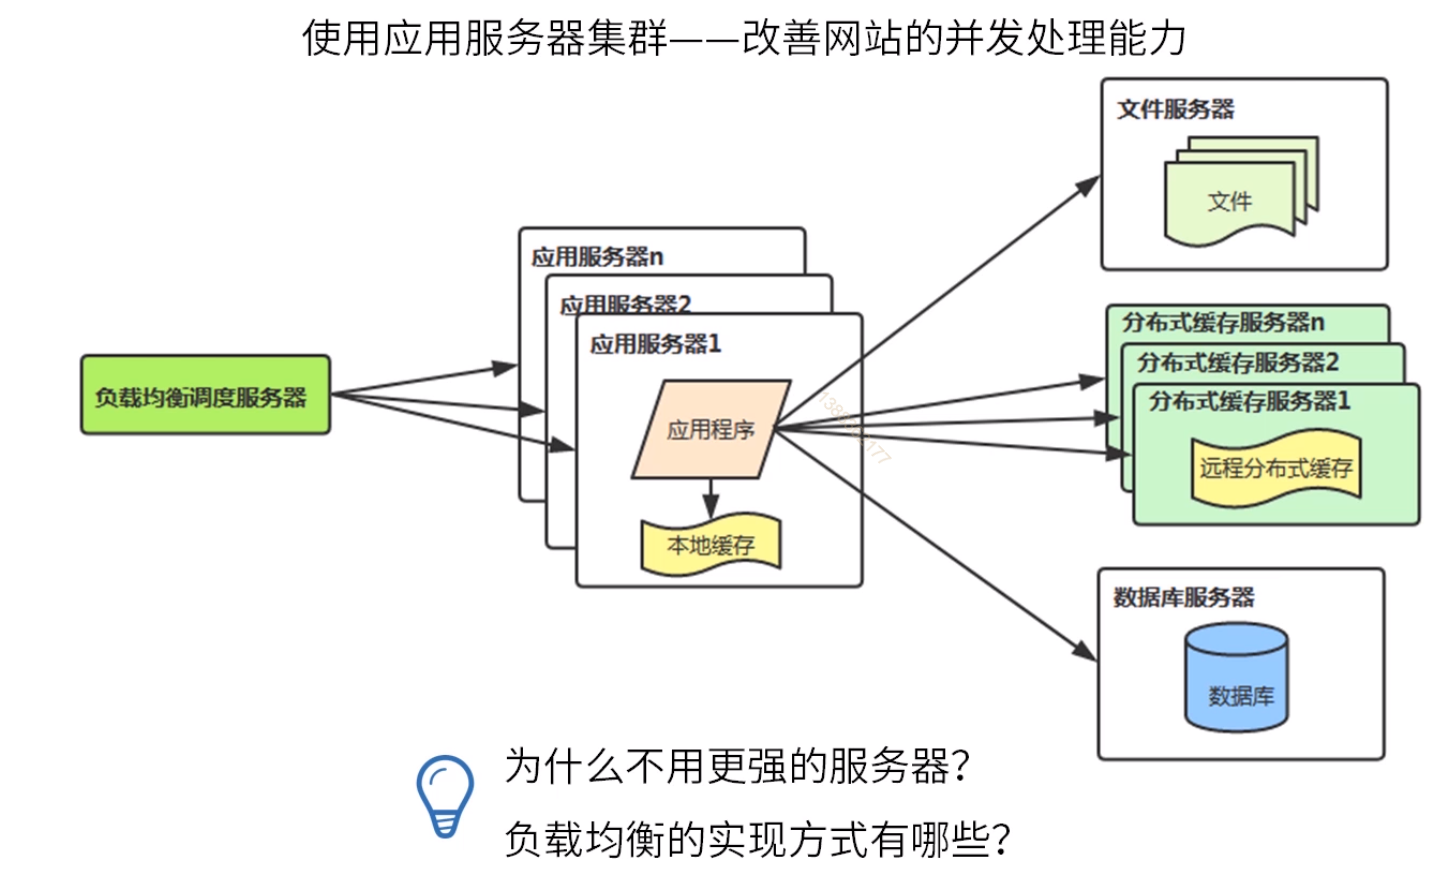 使用应用服务器集群——改善网站的并发处理能力
文件服务器
文件
应用服务器n
应用服务器2
应用服务器1
应用程序
本地缓存
负载均衡调度服务器
分布式缓存服务器n
分布式缓存服务器2
分布式缓存服务器1
远程分布式缓存
数据库服务器
数据库
为什么不用更强的服务器?
负载均衡的实现方式有哪些?